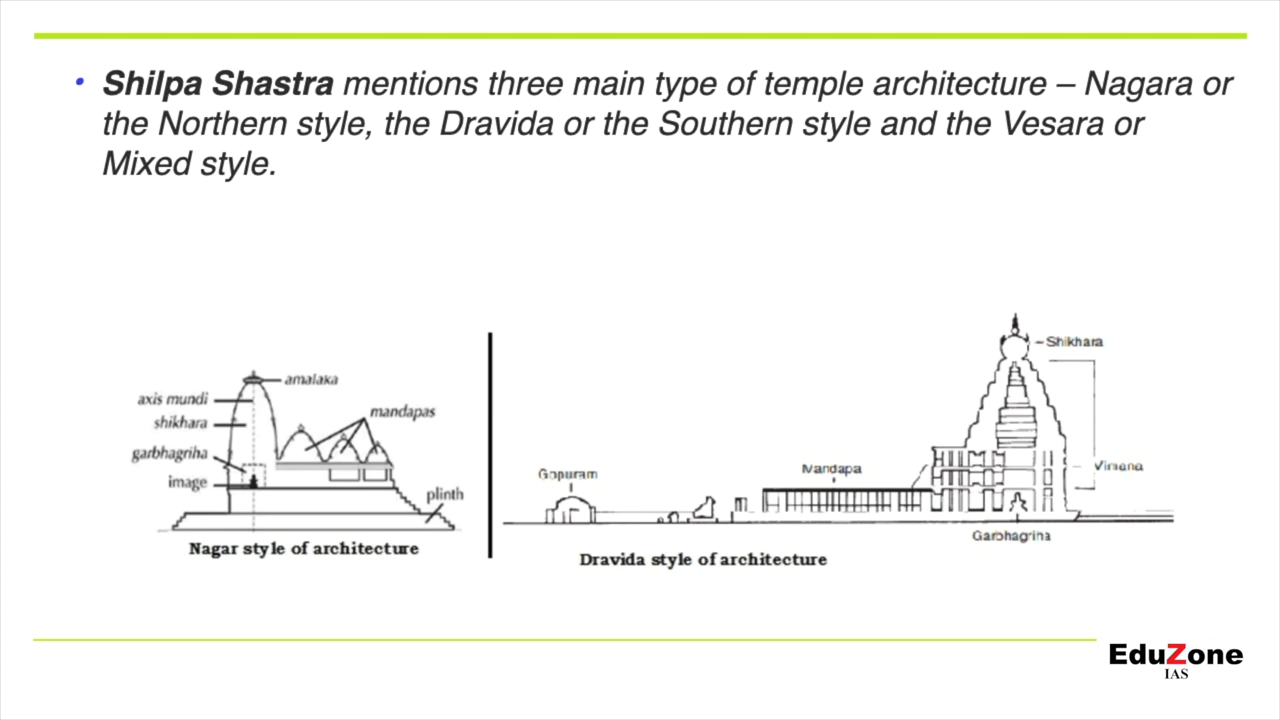 • Shilpa Shastra mentions three main type of temple architecture – Nagara or
the Northern style, the Dravida or the Southern style and the Vesara or
Mixed style.
amalaka
axis mundi
shikhara
mandapas
garbhagriha
image
plinth
Nagar style of architecture
Shikhara
Gopuram
Mandapa
Vimana
Garbhagriha
Dravida style of architecture
EduZone
IAS